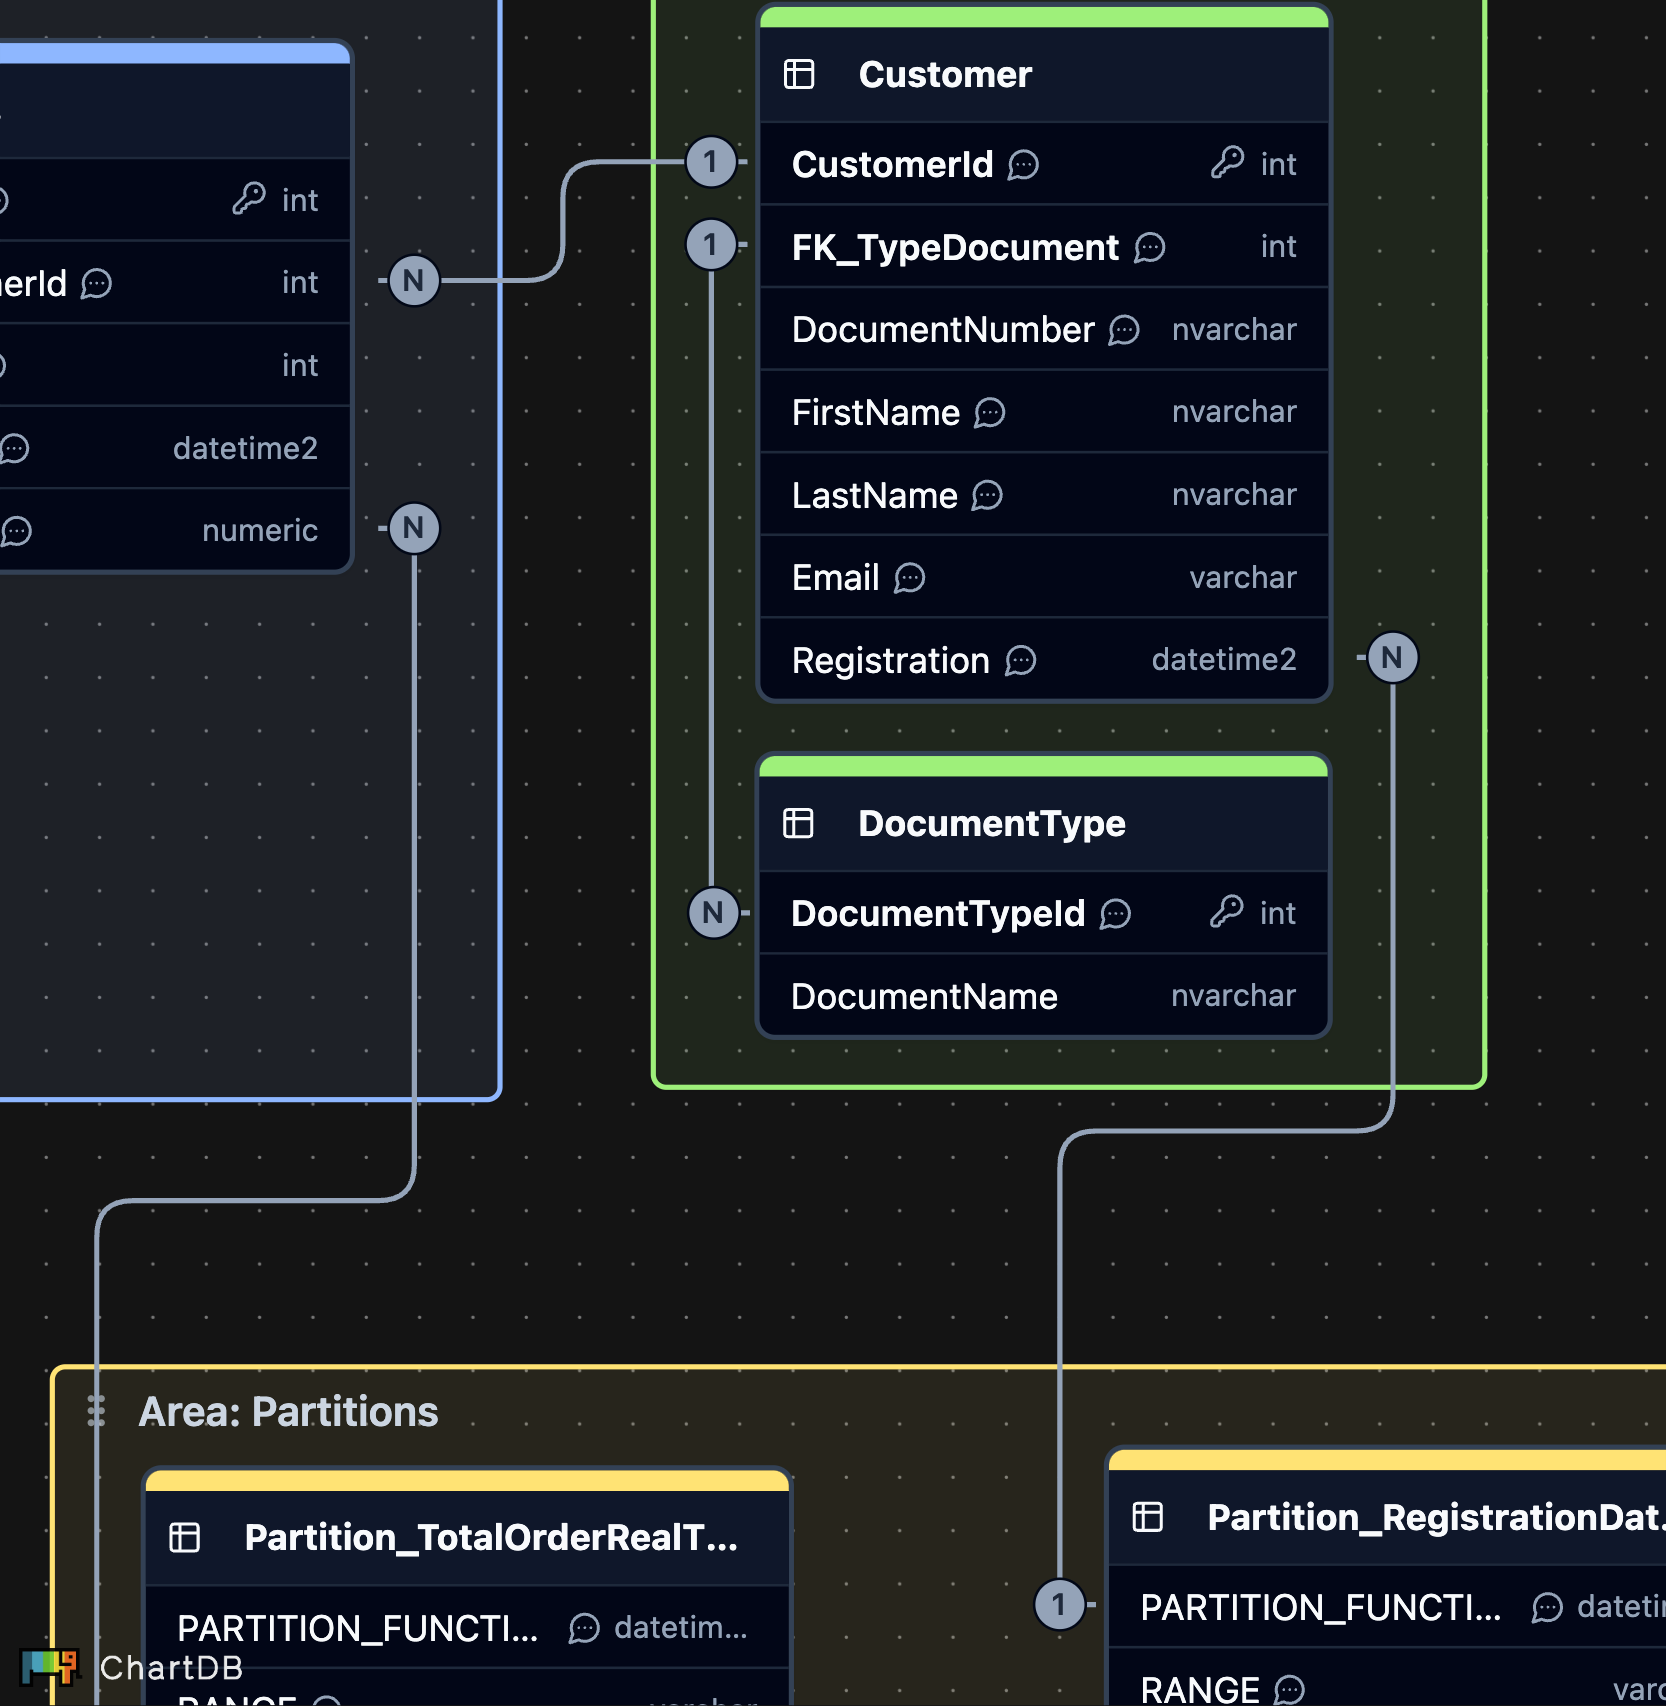 Customer
CustomerId int
FK_TypeDocument int
DocumentNumber nvarchar
FirstName nvarchar
LastName nvarchar
Email varchar
Registration datetime2
int
erId int
int
datetime2
numeric
1
1
N
N
N
DocumentType
DocumentTypeId int
DocumentName nvarchar
N
Area: Partitions
Partition_TotalOrderRealT...
PARTITION_FUNCTI... datetim...
RANGE varchar
Partition_RegistrationDat.
1
PARTITION_FUNCTI... dateti
RANGE varc
ChartDB